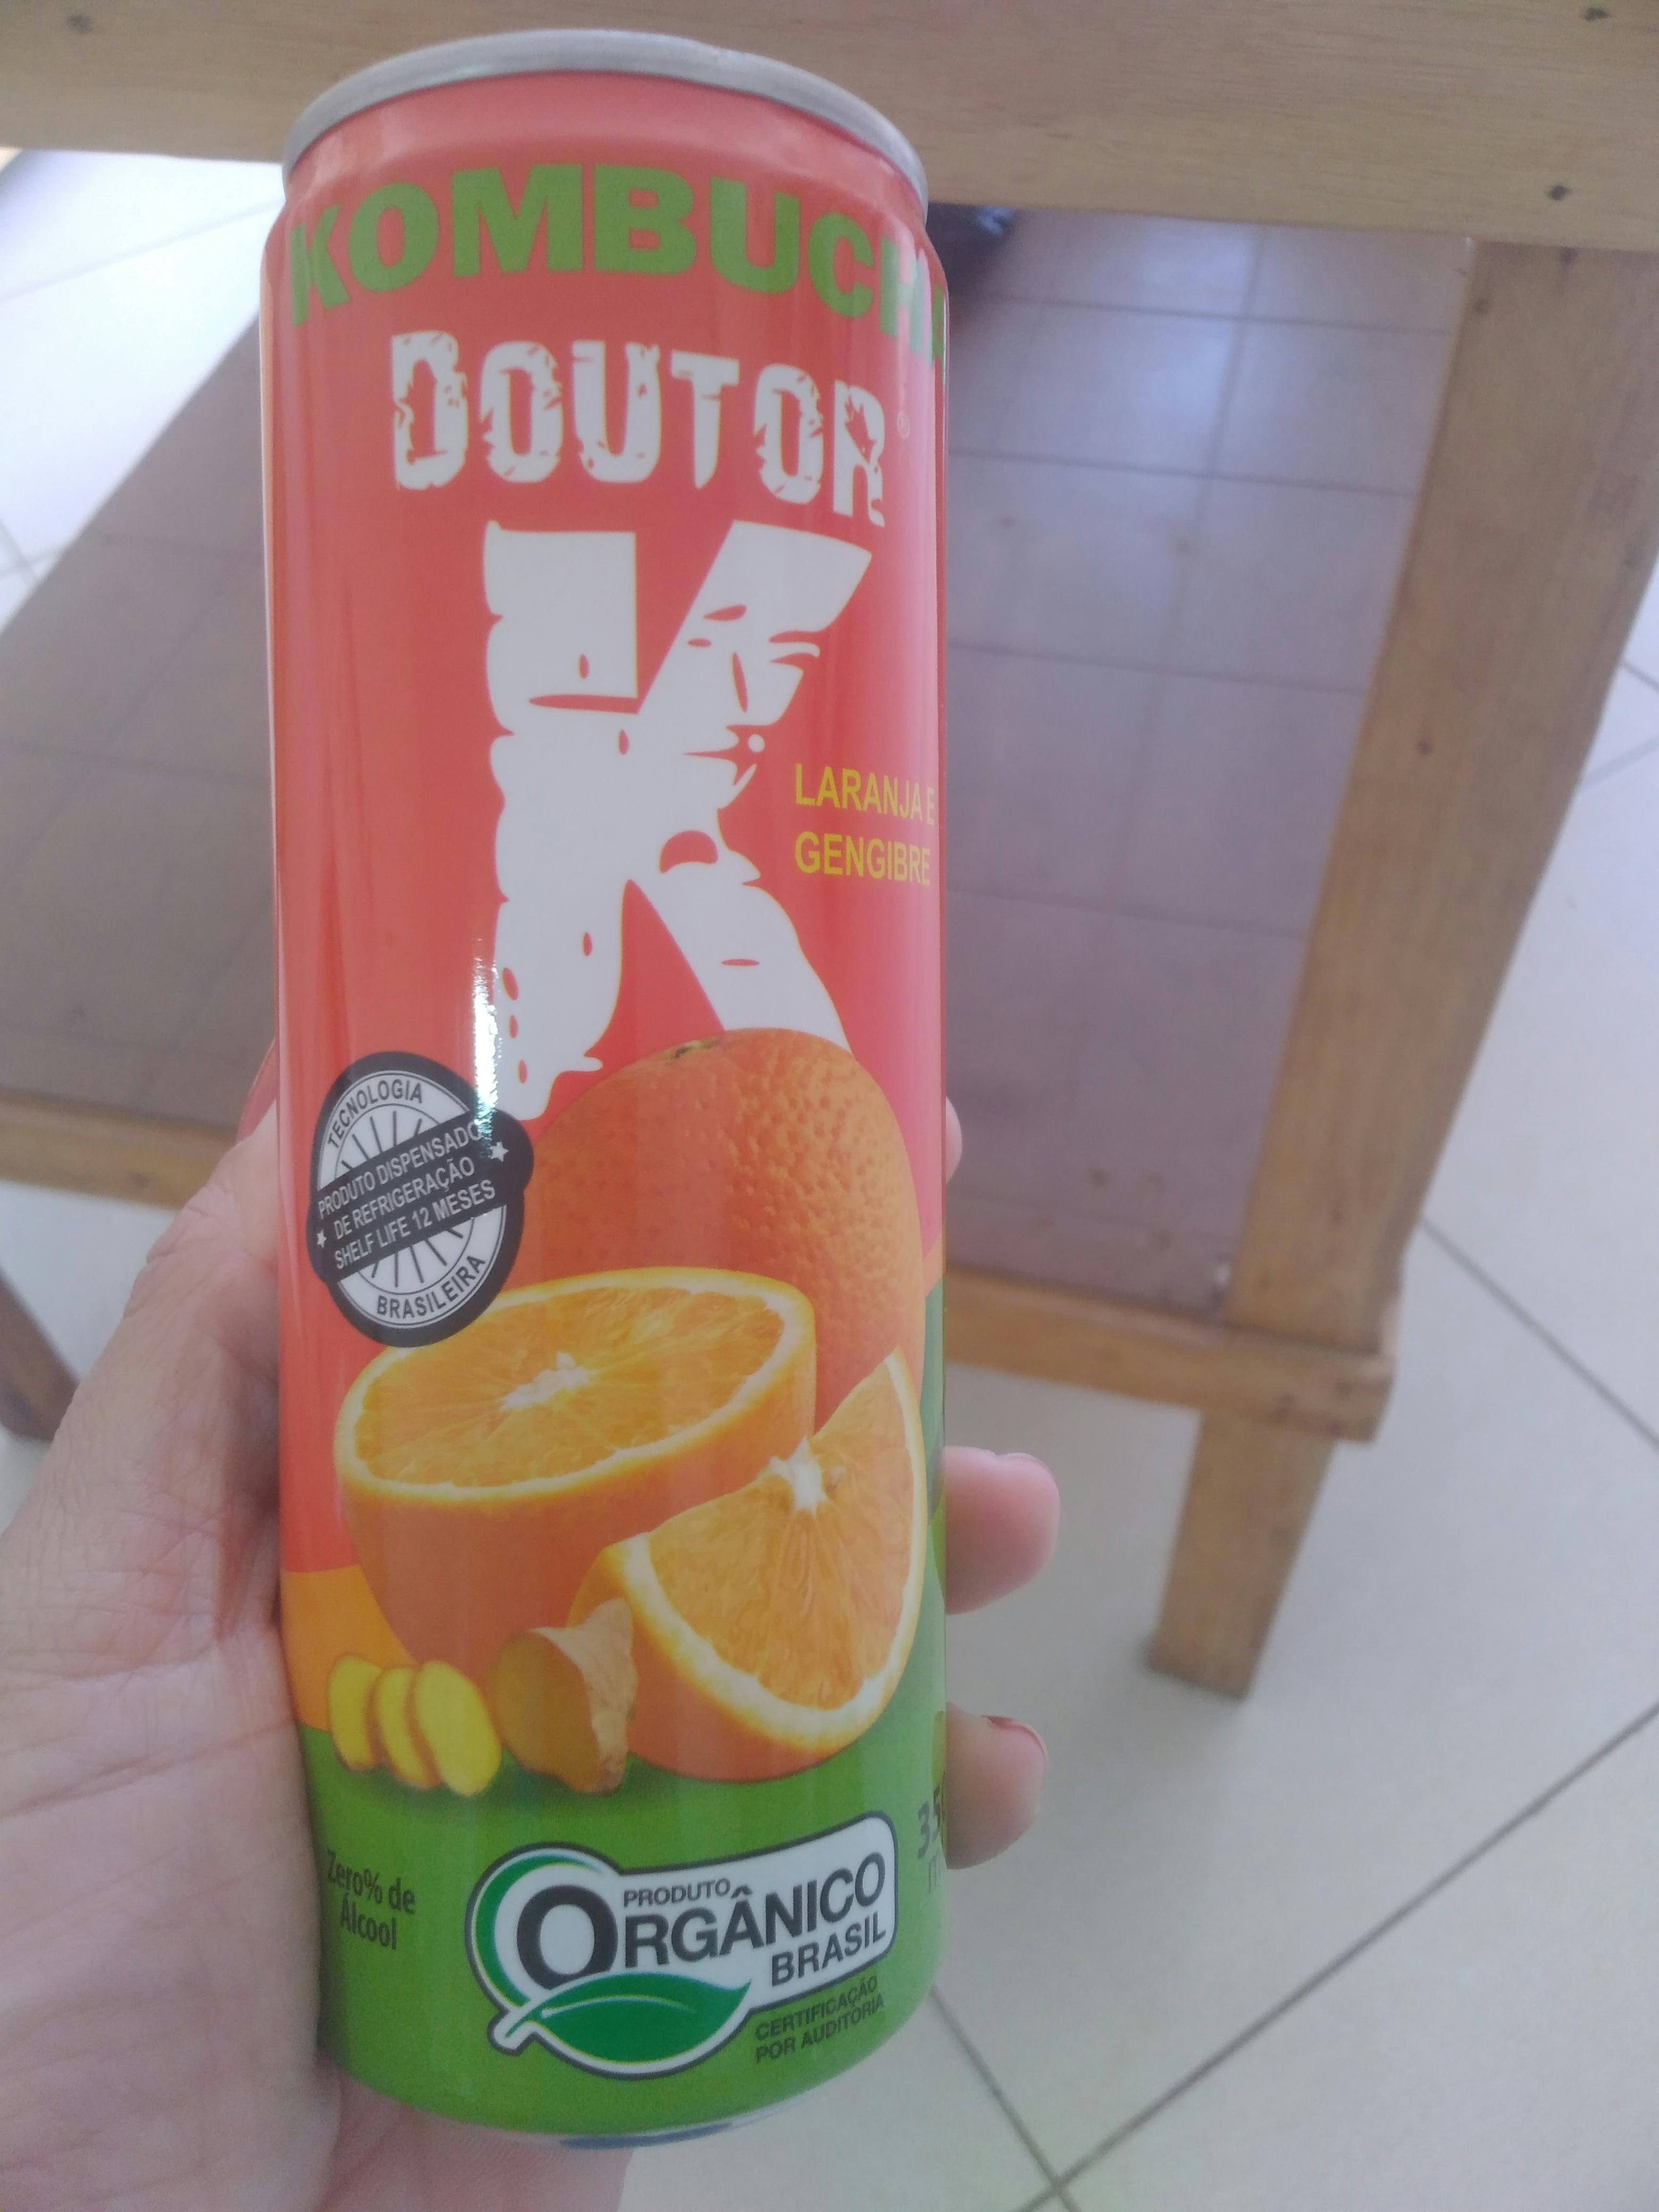 KOMBUCHA
DOUTOR®
K
LARANJA E
GENGIBRE
TECNOLOGIA
PRODUTO DISPENSADO
DE REFRIGERAÇÃO
SHELF LIFE 12 MESES
BRASILEIRA
Zero% de
Álcool
PRODUTO
ORGÂNICO
BRASIL
CERTIFICAÇÃO
POR AUDITORIA